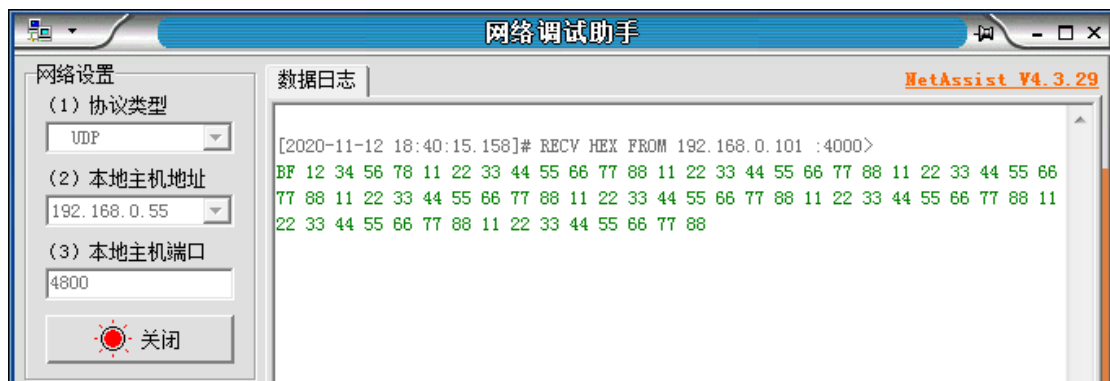 网络调试助手
网络设置
(1) 协议类型
UDP
(2) 本地主机地址
192.168.0.55
(3) 本地主机端口
4800
关闭
数据日志
NetAssist V4.3.29
[2020-11-12 18:40:15.158]# RECV HEX FROM 192.168.0.101 :4000>
BF 12 34 56 78 11 22 33 44 55 66 77 88 11 22 33 44 55 66 77 88 11 22 33 44 55 66
77 88 11 22 33 44 55 66 77 88 11 22 33 44 55 66 77 88 11 22 33 44 55 66 77 88 11
22 33 44 55 66 77 88 11 22 33 44 55 66 77 88